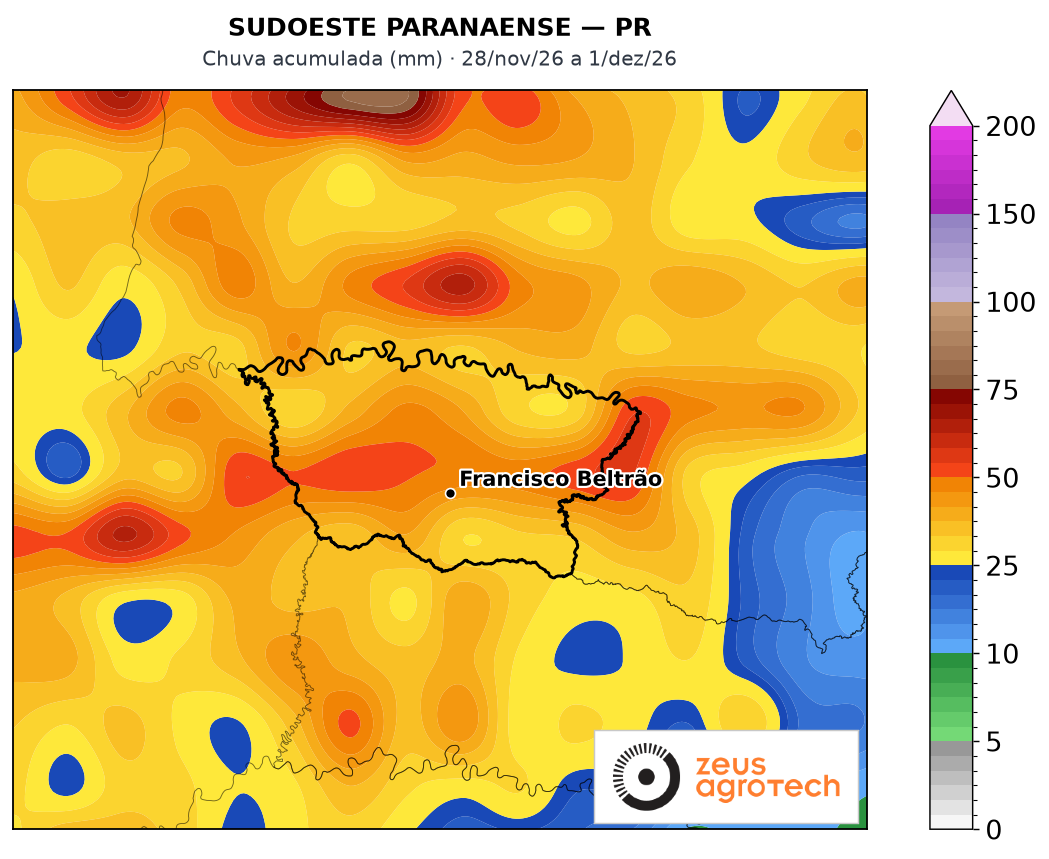 SUDOESTE PARANAENSE — PR
Chuva acumulada (mm) · 28/nov/26 a 1/dez/26
200
150
100
75
50
25
10
5
0
Francisco Beltrão
zeus
agrotech